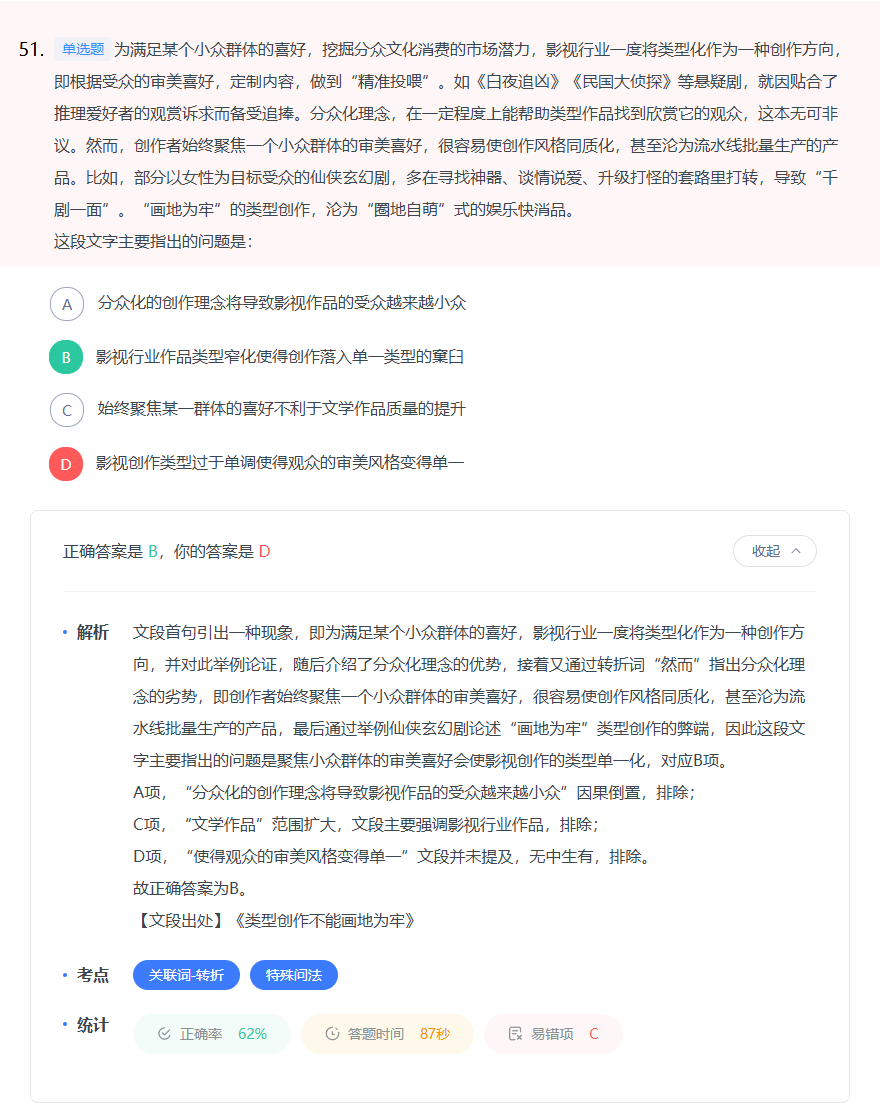 51. 单选题 为满足某个小众群体的喜好，挖掘分众文化消费的市场潜力，影视行业一度将类型化作为一种创作方向，
即根据受众的审美喜好，定制内容，做到“精准投喂”。如《白夜追凶》《民国大侦探》等悬疑剧，就因贴合了
推理爱好者的观赏诉求而备受追捧。分众化理念，在一定程度上能帮助类型作品找到欣赏它的观众，这本无可非
议。然而，创作者始终聚焦一个小众群体的审美喜好，很容易使创作风格同质化，甚至沦为流水线批量生产的产
品。比如，部分以女性为目标受众的仙侠玄幻剧，多在寻找神器、谈情说爱、升级打怪的套路里打转，导致“千
剧一面”。“画地为牢”的类型创作，沦为“圈地自萌”式的娱乐快消品。
这段文字主要指出的问题是：
A 分众化的创作理念将导致影视作品的受众越来越小众
B 影视行业作品类型窄化使得创作落入单一类型的窠臼
C 始终聚焦某一群体的喜好不利于文学作品质量的提升
D 影视创作类型过于单调使得观众的审美风格变得单一
正确答案是 B，你的答案是 D
收起
解析 文段首句引出一种现象，即为满足某个小众群体的喜好，影视行业一度将类型化作为一种创作方
向，并对此举例论证，随后介绍了分众化理念的优势，接着又通过转折词“然而”指出分众化理
念的劣势，即创作者始终聚焦一个小众群体的审美喜好，很容易使创作风格同质化，甚至沦为流
水线批量生产的产品，最后通过举例仙侠玄幻剧论述“画地为牢”类型创作的弊端，因此这段文
字主要指出的问题是聚焦小众群体的审美喜好会使影视创作的类型单一化，对应B项。
A项，“分众化的创作理念将导致影视作品的受众越来越小众”因果倒置，排除；
C项，“文学作品”范围扩大，文段主要强调影视行业作品，排除；
D项，“使得观众的审美风格变得单一”文段并未提及，无中生有，排除。
故正确答案为B。
【文段出处】《类型创作不能画地为牢》
考点 关联词-转折 特殊问法
统计 正确率 62% 答题时间 87秒 易错项 C